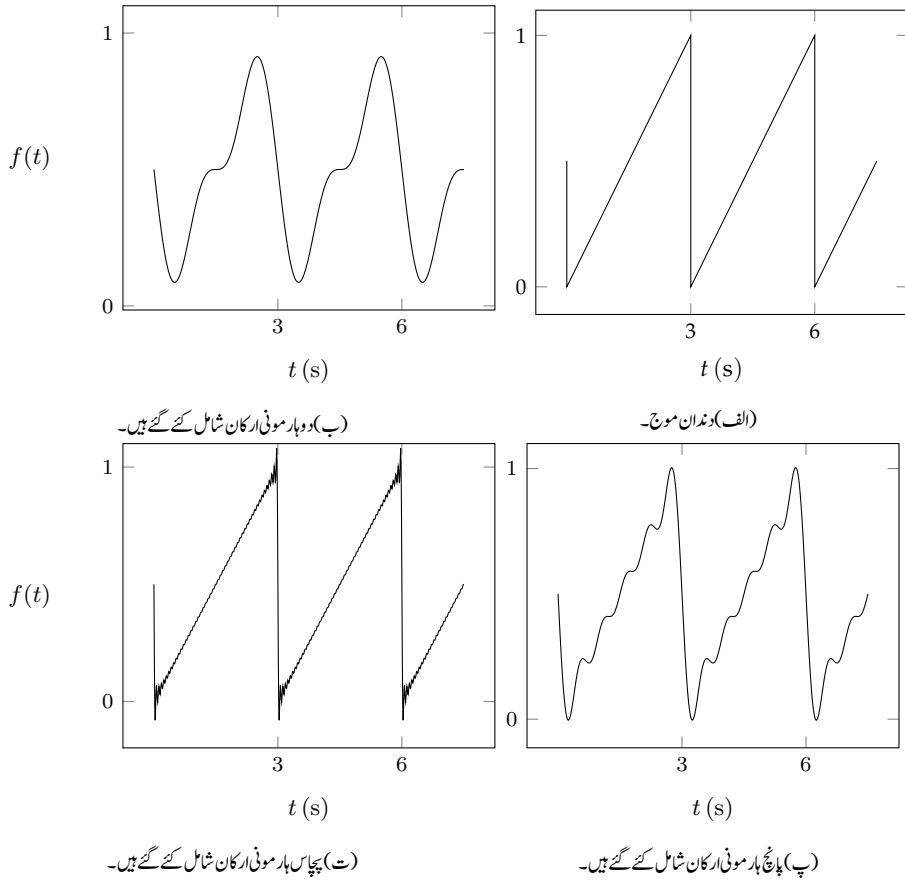 1
0
3
6
t (s)
(الف) دندان موج۔
f(t)
1
0
3
6
t (s)
(ب) دو ہارمونی ارکان شامل کئے گئے ہیں۔
1
0
3
6
t (s)
(پ) پانچ ہارمونی ارکان شامل کئے گئے ہیں۔
f(t)
1
0
3
6
t (s)
(ت) پچاس ہارمونی ارکان شامل کئے گئے ہیں۔